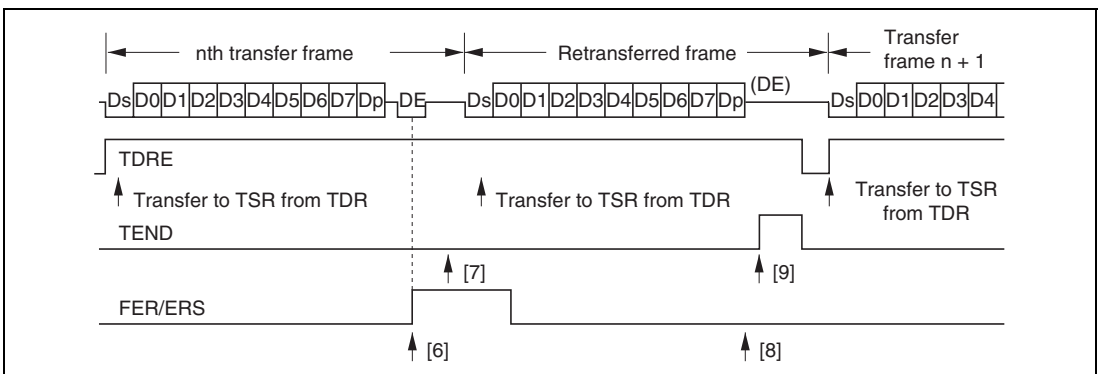 nth transfer frame Retransferred frame Transfer frame n + 1
Ds D0 D1 D2 D3 D4 D5 D6 D7 Dp DE Ds D0 D1 D2 D3 D4 D5 D6 D7 Dp (DE) Ds D0 D1 D2 D3 D4
TDRE
Transfer to TSR from TDR Transfer to TSR from TDR Transfer to TSR from TDR
TEND
[7] [9]
FER/ERS
[6] [8]